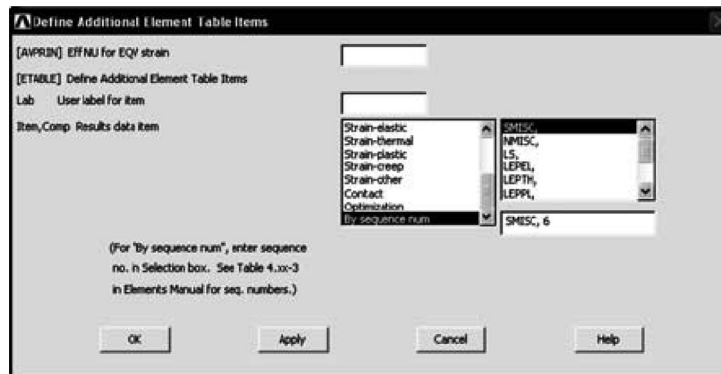 Define Additional Element Table Items
[AVPRIN] Eff NU for EQV strain
[ETABLE] Define Additional Element Table Items
Lab User label for item
Item,Comp Results data item
Strain-elastic
Strain-thermal
Strain-plastic
Strain-creep
Strain-other
Contact
Optimization
By sequence num
SMISC,
NMISC,
LS,
LEPEL,
LEPTH,
LEPPL,
SMISC, 6
(For "By sequence num", enter sequence
no. in Selection box. See Table 4.xx-3
in Elements Manual for seq. numbers.)
OK Apply Cancel Help